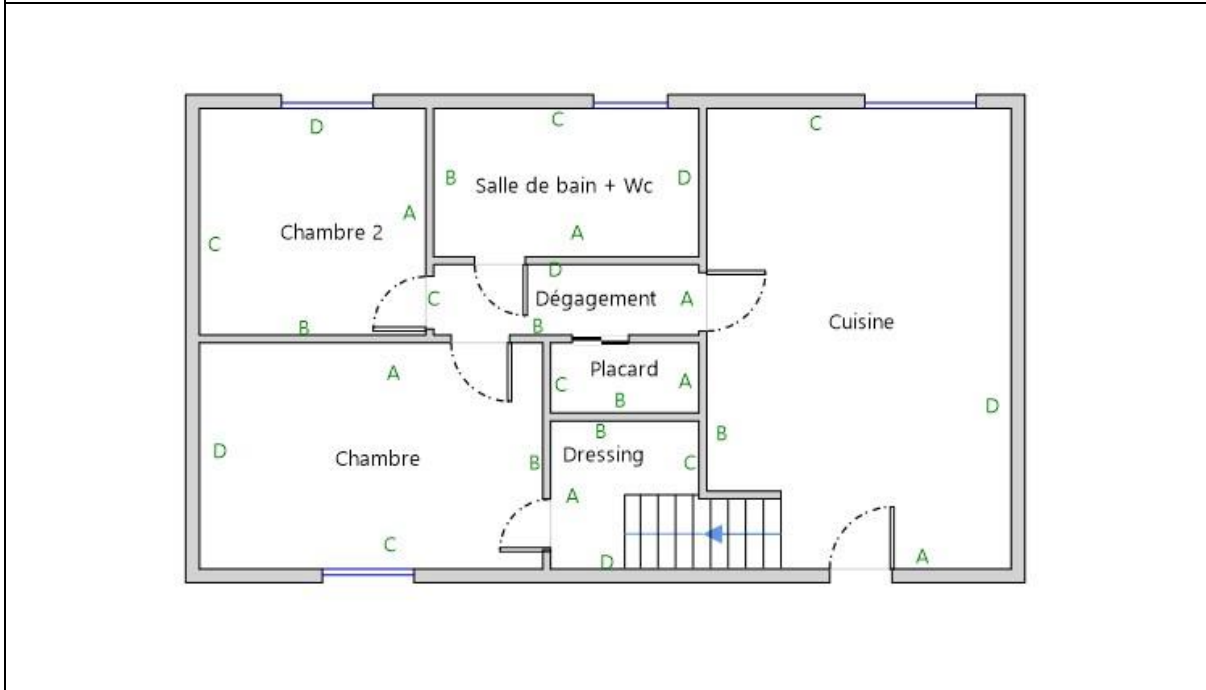 D
C
C
B
Salle de bain + Wc
D
A
Chambre 2
A
C
D
C
Dégagement
A
B
B
Cuisine
A
Placard
C
A
B
D
B
B
D
Chambre
B
Dressing
C
A
C
D
A